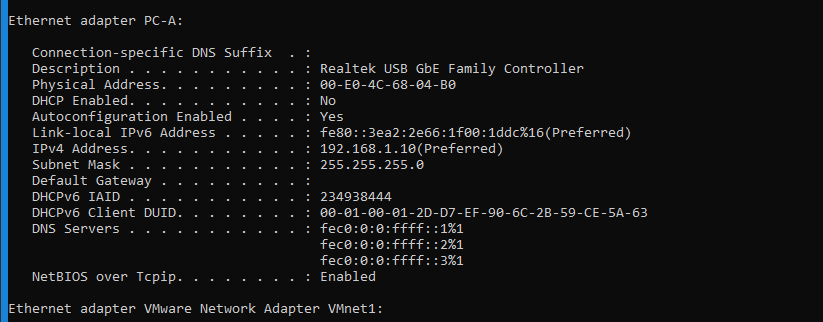 Ethernet adapter PC-A:
Connection-specific DNS Suffix  . :
Description . . . . . . . . . . . : Realtek USB GbE Family Controller
Physical Address. . . . . . . . . : 00-E0-4C-68-04-B0
DHCP Enabled. . . . . . . . . . . : No
Autoconfiguration Enabled . . . . : Yes
Link-local IPv6 Address . . . . . : fe80::3ea2:2e66:1f00:1ddc%16(Preferred)
IPv4 Address. . . . . . . . . . . : 192.168.1.10(Preferred)
Subnet Mask . . . . . . . . . . . : 255.255.255.0
Default Gateway . . . . . . . . . :
DHCPv6 IAID . . . . . . . . . . . : 234938444
DHCPv6 Client DUID. . . . . . . . : 00-01-00-01-2D-D7-EF-90-6C-2B-59-CE-5A-63
DNS Servers . . . . . . . . . . . : fec0:0:0:ffff::1%1
fec0:0:0:ffff::2%1
fec0:0:0:ffff::3%1
NetBIOS over Tcpip. . . . . . . . : Enabled
Ethernet adapter VMware Network Adapter VMnet1: